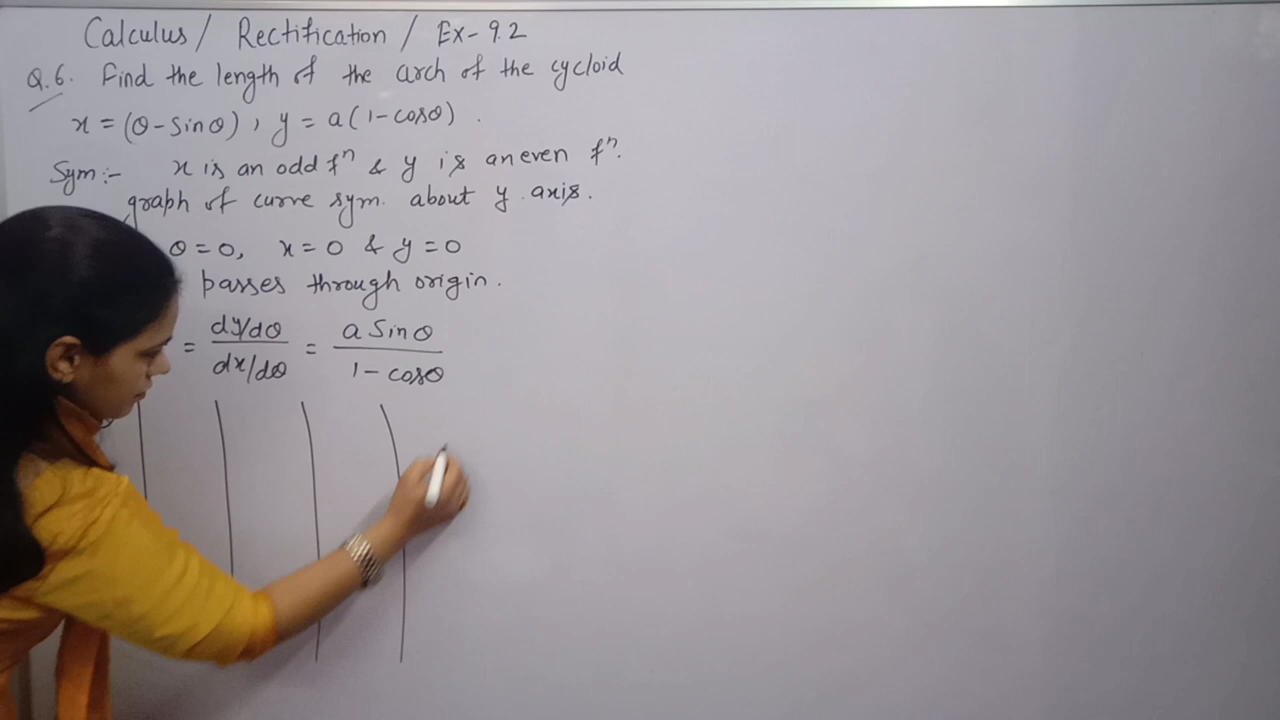 Calculus / Rectification / Ex-9.2
Q.6. Find the length of the arch of the cycloid
x = (θ-Sinθ), y = a(1-cosθ).
Sym:- x is an odd fⁿ & y is an even fⁿ.
graph of curve sym. about y axis.
θ=0, x=0 & y=0
passes through origin.
= dy/dθ / dx/dθ = a Sinθ / 1-cosθ